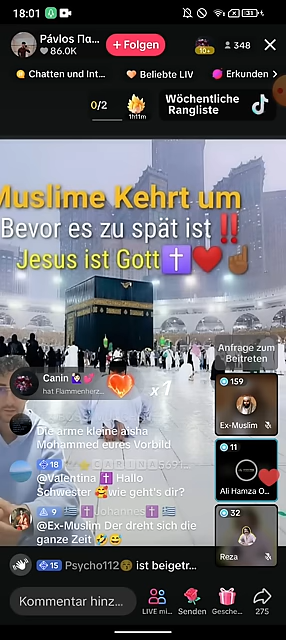 18:01
Pávlos Πα...
86.0K
+ Folgen
10+
348
Chatten und Int...
Beliebte LIV
Erkunden
0/2
1h11m
Wöchentliche
Rangliste
Muslime Kehrt um
Bevor es zu spät ist‼️
Jesus ist Gott✝️❤️☝🏾
Anfrage zum
Beitreten
Canin 🙋🏻‍♀️💕
hat Flammenherz...
x1
159
Ex-Muslim
Die arme kleine aisha
Mohammed eures Vorbild
18
@Valentina ✝️ Hallo
Schwester 🥰wie geht's dir?
11
Ali Hamza O...
9 🇬🇷 ✝️Johannes✝️ 🇬🇷
@Ex-Muslim Der dreht sich die
ganze Zeit 🤣😅
32
Reza
15 Psycho112🤫 ist beigetr...
Kommentar hinz...
LIVE mi...
Senden
Gesche...
275